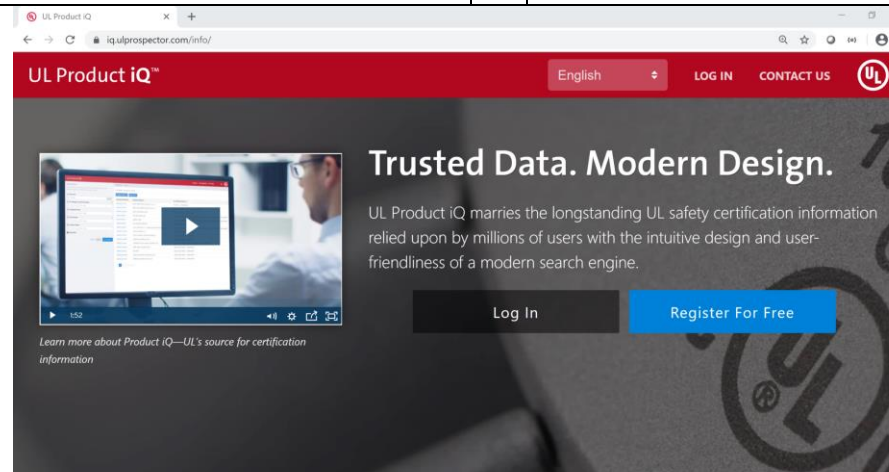 UL Product iQ
iq.ulprospector.com/info/
UL Product iQ™
English
LOG IN
CONTACT US
UL
Trusted Data. Modern Design.
UL Product iQ marries the longstanding UL safety certification information
relied upon by millions of users with the intuitive design and user-
friendliness of a modern search engine.
Log In
Register For Free
1:52
Learn more about Product iQ—UL's source for certification
information
UL
®